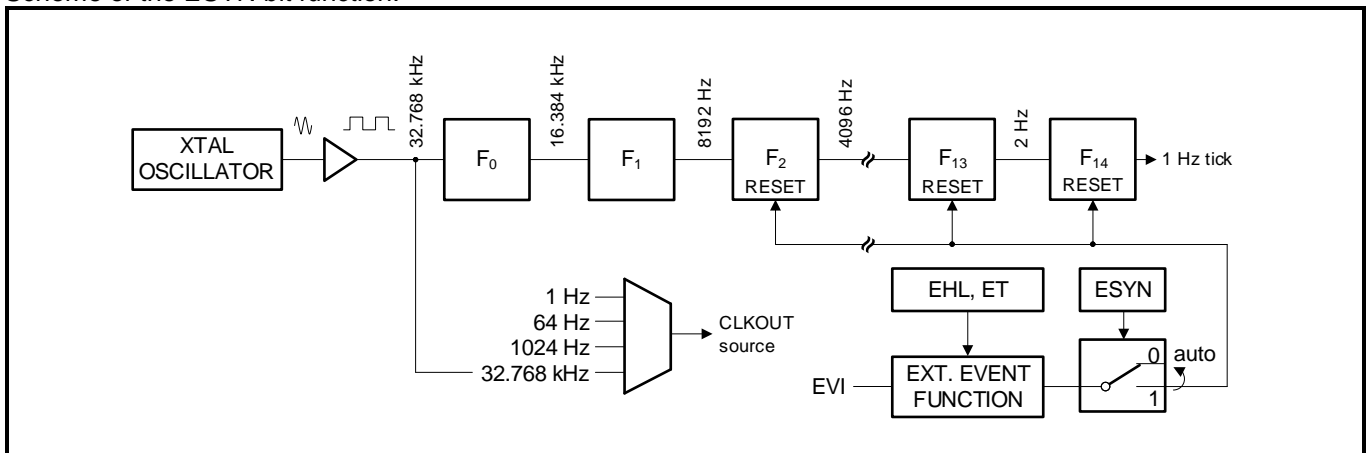 Scheme of the ESYN bit function:
32.768 kHz
16.384 kHz
8192 Hz
4096 Hz
2 Hz
XTAL
OSCILLATOR
F0
F1
F2
RESET
F13
RESET
F14
RESET
1 Hz tick
EHL, ET
ESYN
1 Hz
64 Hz
1024 Hz
32.768 kHz
CLKOUT
source
EVI
EXT. EVENT
FUNCTION
0
auto
1